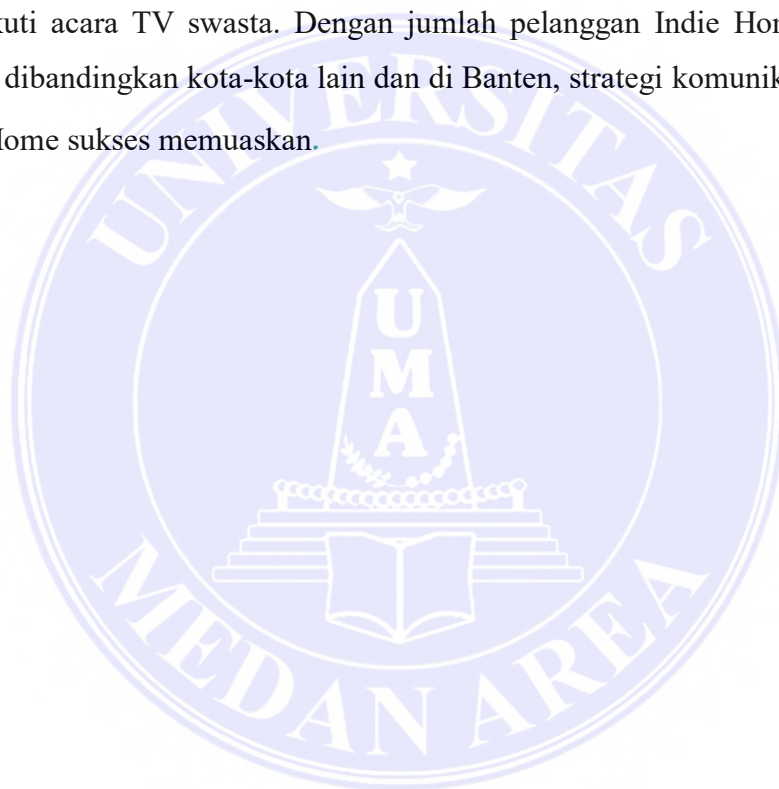 kuti acara TV swasta. Dengan jumlah pelanggan Indie Hom
dibandingkan kota-kota lain dan di Banten, strategi komunik
Home sukses memuaskan.
UNIVERSITAS
U
M
A
MEDAN AREA